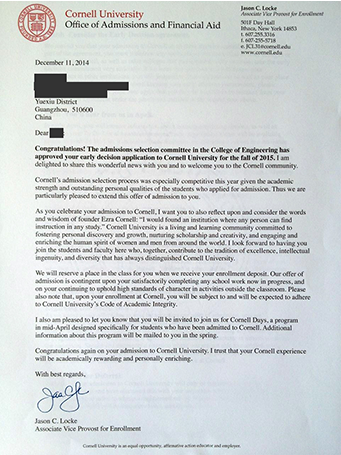 Cornell University
Office of Admissions and Financial Aid
Jason C. Locke
Associate Vice Provost for Enrollment
501F Day Hall
Ithaca, New York 14853
t. 607.255.3316
f. 607-255-5718
e. JCL31@cornell.edu
www.cornell.edu
December 11, 2014
Yuexiu District
Guangzhou, 510600
China
Dear
Congratulations! The admissions selection committee in the College of Engineering has
approved your early decision application to Cornell University for the fall of 2015. I am
delighted to share this wonderful news with you and to welcome you to the Cornell community.
Cornell's admission selection process was especially competitive this year given the academic
strength and outstanding personal qualities of the students who applied for admission. Thus we are
particularly pleased to extend this offer of admission to you.
As you celebrate your admission to Cornell, I want you to also reflect upon and consider the words
and wisdom of founder Ezra Cornell: "I would found an institution where any person can find
instruction in any study." Cornell University is a living and learning community committed to
fostering personal discovery and growth, nurturing scholarship and creativity, and engaging and
enriching the human spirit of women and men from around the world. I look forward to having you
join the students and faculty here who, together, contribute to the tradition of excellence, intellectual
ingenuity, and diversity that has always distinguished Cornell University.
We will reserve a place in the class for you when we receive your enrollment deposit. Our offer of
admission is contingent upon your satisfactorily completing any school work now in progress, and
on your continuing to uphold high standards of character in activities outside the classroom. Please
also note that, upon your enrollment at Cornell, you will be subject to and will be expected to
adhere to Cornell University's Code of Academic Integrity.
I also am pleased to let you know that you will be invited to join us for Cornell Days, a program
in mid-April designed specifically for students who have been admitted to Cornell. Additional
information about this program will be mailed to you in the spring.
Congratulations again on your admission to Cornell University. I trust that your Cornell experience
will be academically rewarding and personally enriching.
With best regards,
Jason C. Locke
Associate Vice Provost for Enrollment
Cornell University is an equal opportunity, affirmative action educator and employer.